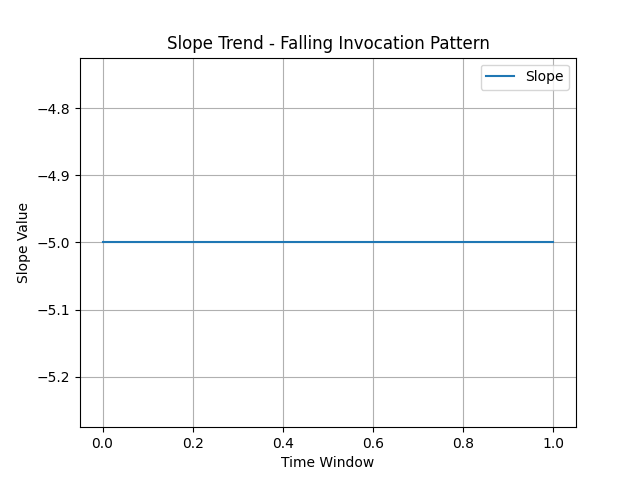 Slope Trend - Falling Invocation Pattern
Slope
−4.8
−4.9
−5.0
−5.1
−5.2
Slope Value
0.0 0.2 0.4 0.6 0.8 1.0
Time Window